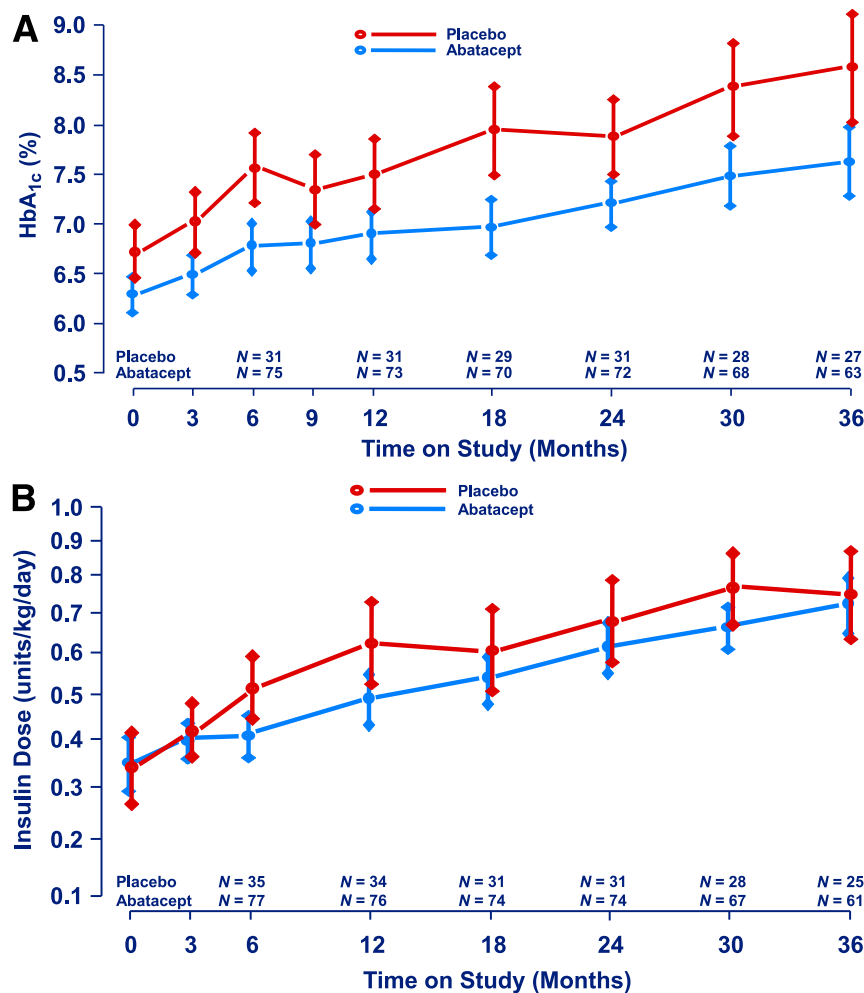 A
Placebo
Abatacept
HbA1c (%)
9.0
8.5
8.0
7.5
7.0
6.5
6.0
0.5
Placebo N = 31 N = 31 N = 29 N = 31 N = 28 N = 27
Abatacept N = 75 N = 73 N = 70 N = 72 N = 68 N = 63
0 3 6 9 12 18 24 30 36
Time on Study (Months)
B
Placebo
Abatacept
Insulin Dose (units/kg/day)
1.0
0.9
0.8
0.7
0.6
0.5
0.4
0.3
0.2
0.1
Placebo N = 35 N = 34 N = 31 N = 31 N = 28 N = 25
Abatacept N = 77 N = 76 N = 74 N = 74 N = 67 N = 61
0 3 6 12 18 24 30 36
Time on Study (Months)